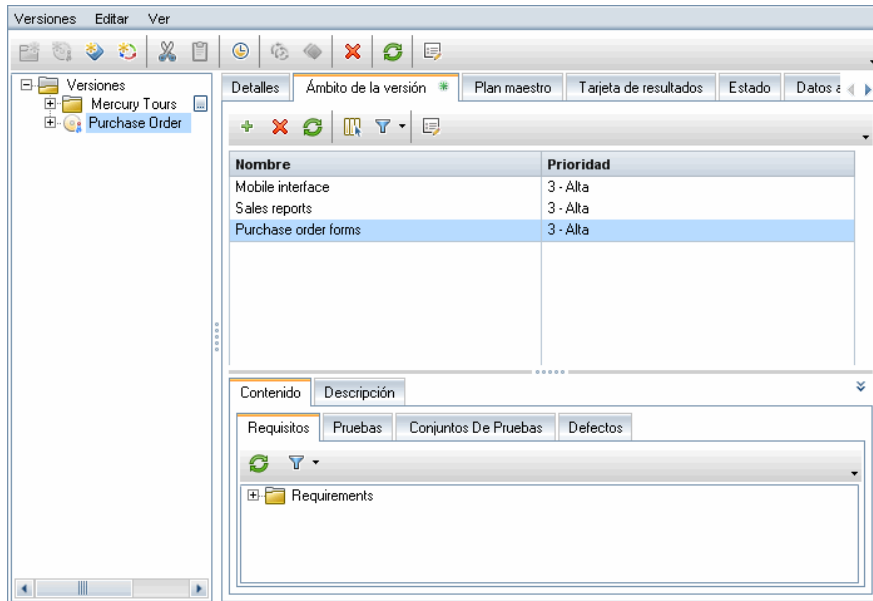 Versiones Editar Ver
Versiones
Mercury Tours
Purchase Order
Detalles Ámbito de la versión * Plan maestro Tarjeta de resultados Estado Datos a
Nombre Prioridad
Mobile interface 3 - Alta
Sales reports 3 - Alta
Purchase order forms 3 - Alta
Contenido Descripción
Requisitos Pruebas Conjuntos De Pruebas Defectos
Requirements